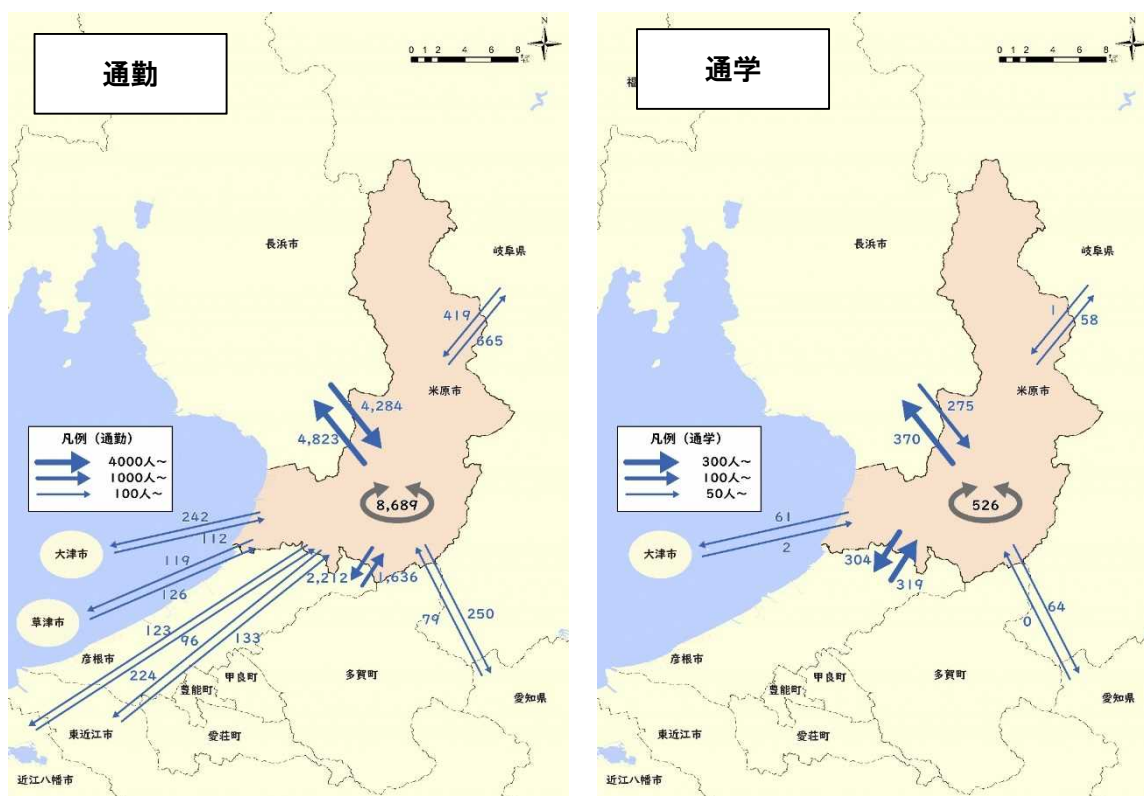 通勤
N
0 1 2 4 6 8
長浜市
岐阜県
419
665
米原市
4,284
4,823
凡例（通勤）
4000人～
1000人～
100人～
8,689
242
112
大津市
119
126
2,212
1,636
草津市
123
96
133
79
250
彦根市
224
甲良町
豊能町
多賀町
愛知県
東近江市
愛荘町
近江八幡市
通学
N
0 1 2 4 6 8
福
長浜市
岐阜県
1
58
米原市
275
370
凡例（通学）
300人～
100人～
50人～
526
61
2
大津市
304
319
64
0
彦根市
甲良町
豊能町
多賀町
愛知県
東近江市
愛荘町
近江八幡市